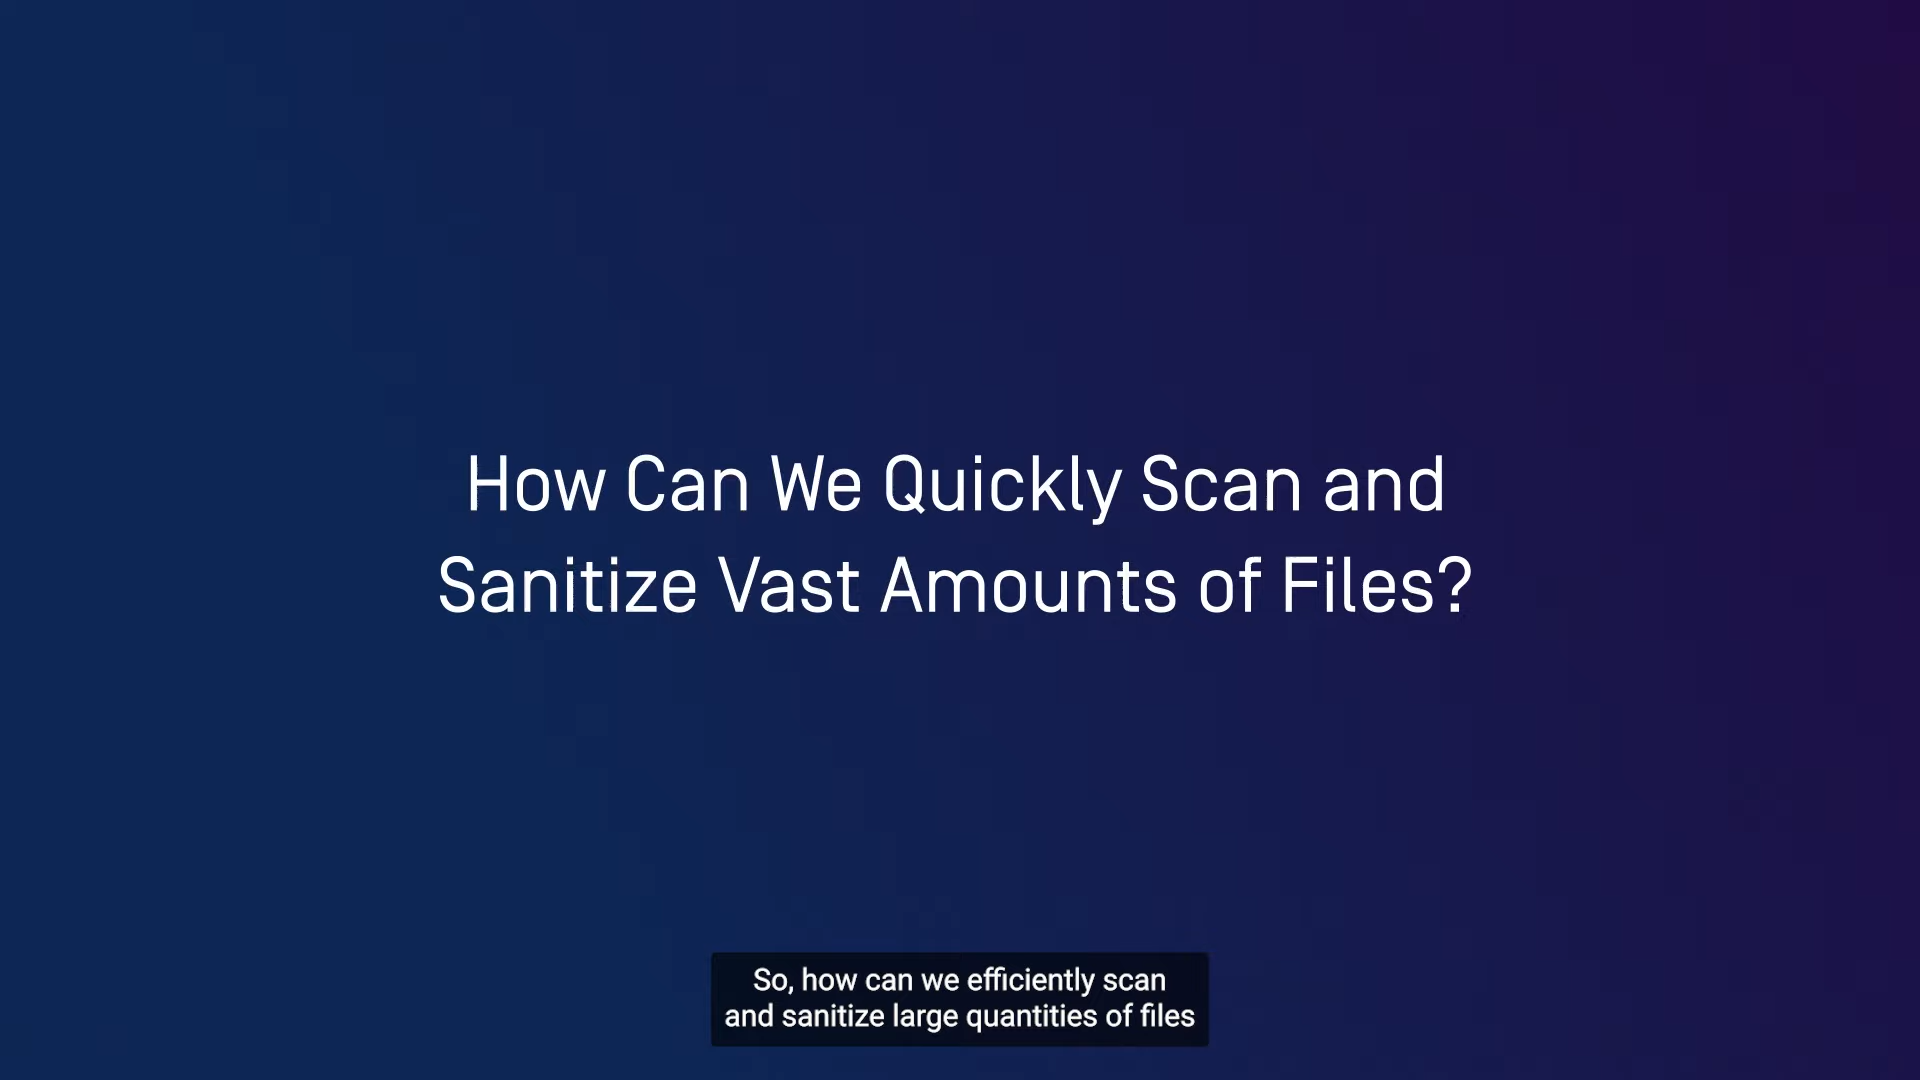 How Can We Quickly Scan and
Sanitize Vast Amounts of Files?
So, how can we efficiently scan
and sanitize large quantities of files